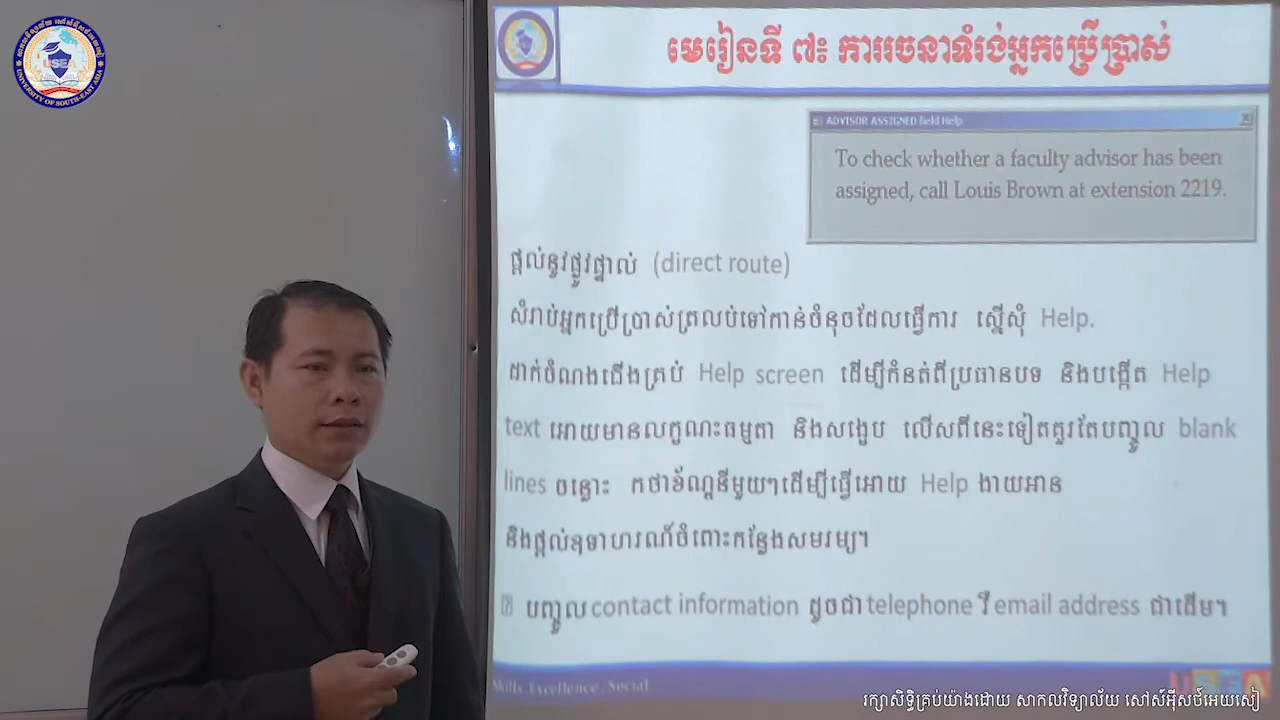 USEA
UNIVERSITY OF SOUTH-EAST ASIA
មេរៀនទី ៧៖ ការរចនាទំរង់អ្នកប្រើប្រាស់
ADVISOR ASSIGNED field Help
To check whether a faculty advisor has been
assigned, call Louis Brown at extension 2219.
ផ្តល់នូវផ្លូវផ្ទាល់ (direct route)
សំរាប់អ្នកប្រើប្រាស់ត្រលប់ទៅកាន់ចំនុចដែលធ្វើការ ស្នើសុំ Help.
ដាក់ចំណងជើងគ្រប់ Help screen ដើម្បីកំនត់ពីប្រធានបទ និងបង្កើត Help
text អោយមានលក្ខណះធម្មតា និងសង្ខេប លើសពីនេះទៀតគួរតែបញ្ចូល blank
lines ចន្លោះ កថាខ័ណ្ឌនីមួយៗដើម្បីធ្វើអោយ Help ងាយអាន
និងផ្តល់ឧទាហរណ៍ចំពោះកន្លែងសមរម្យ។
បញ្ចូល contact information ដូចជា telephone រឺ email address ជាដើម។
Skills . Excellence . Social
USEA
រក្សាសិទ្ធិគ្រប់យ៉ាងដោយ សាកលវិទ្យាល័យ សៅស៍អ៊ីសថ៍អេយសៀ